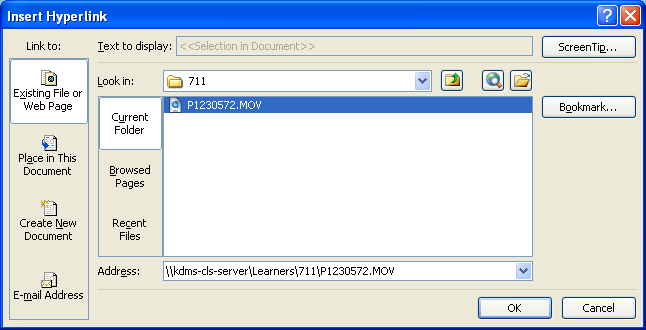 Insert Hyperlink
Link to:
Text to display: <<Selection in Document>>
ScreenTip...
Existing File or
Web Page
Look in: 711
Bookmark...
Current
Folder
P1230572.MOV
Place in This
Document
Browsed
Pages
Create New
Document
Recent
Files
E-mail Address
Address: \\kdms-cls-server\Learners\711\P1230572.MOV
OK
Cancel